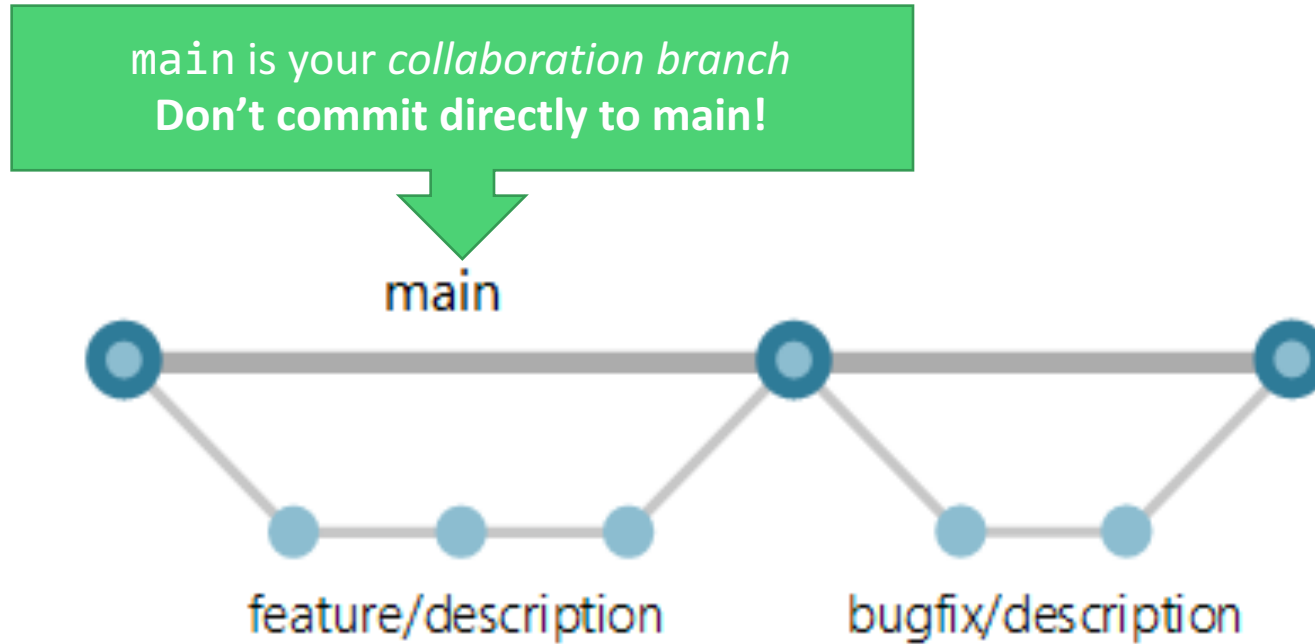 main is your collaboration branch
Don’t commit directly to main!
main
feature/description
bugfix/description